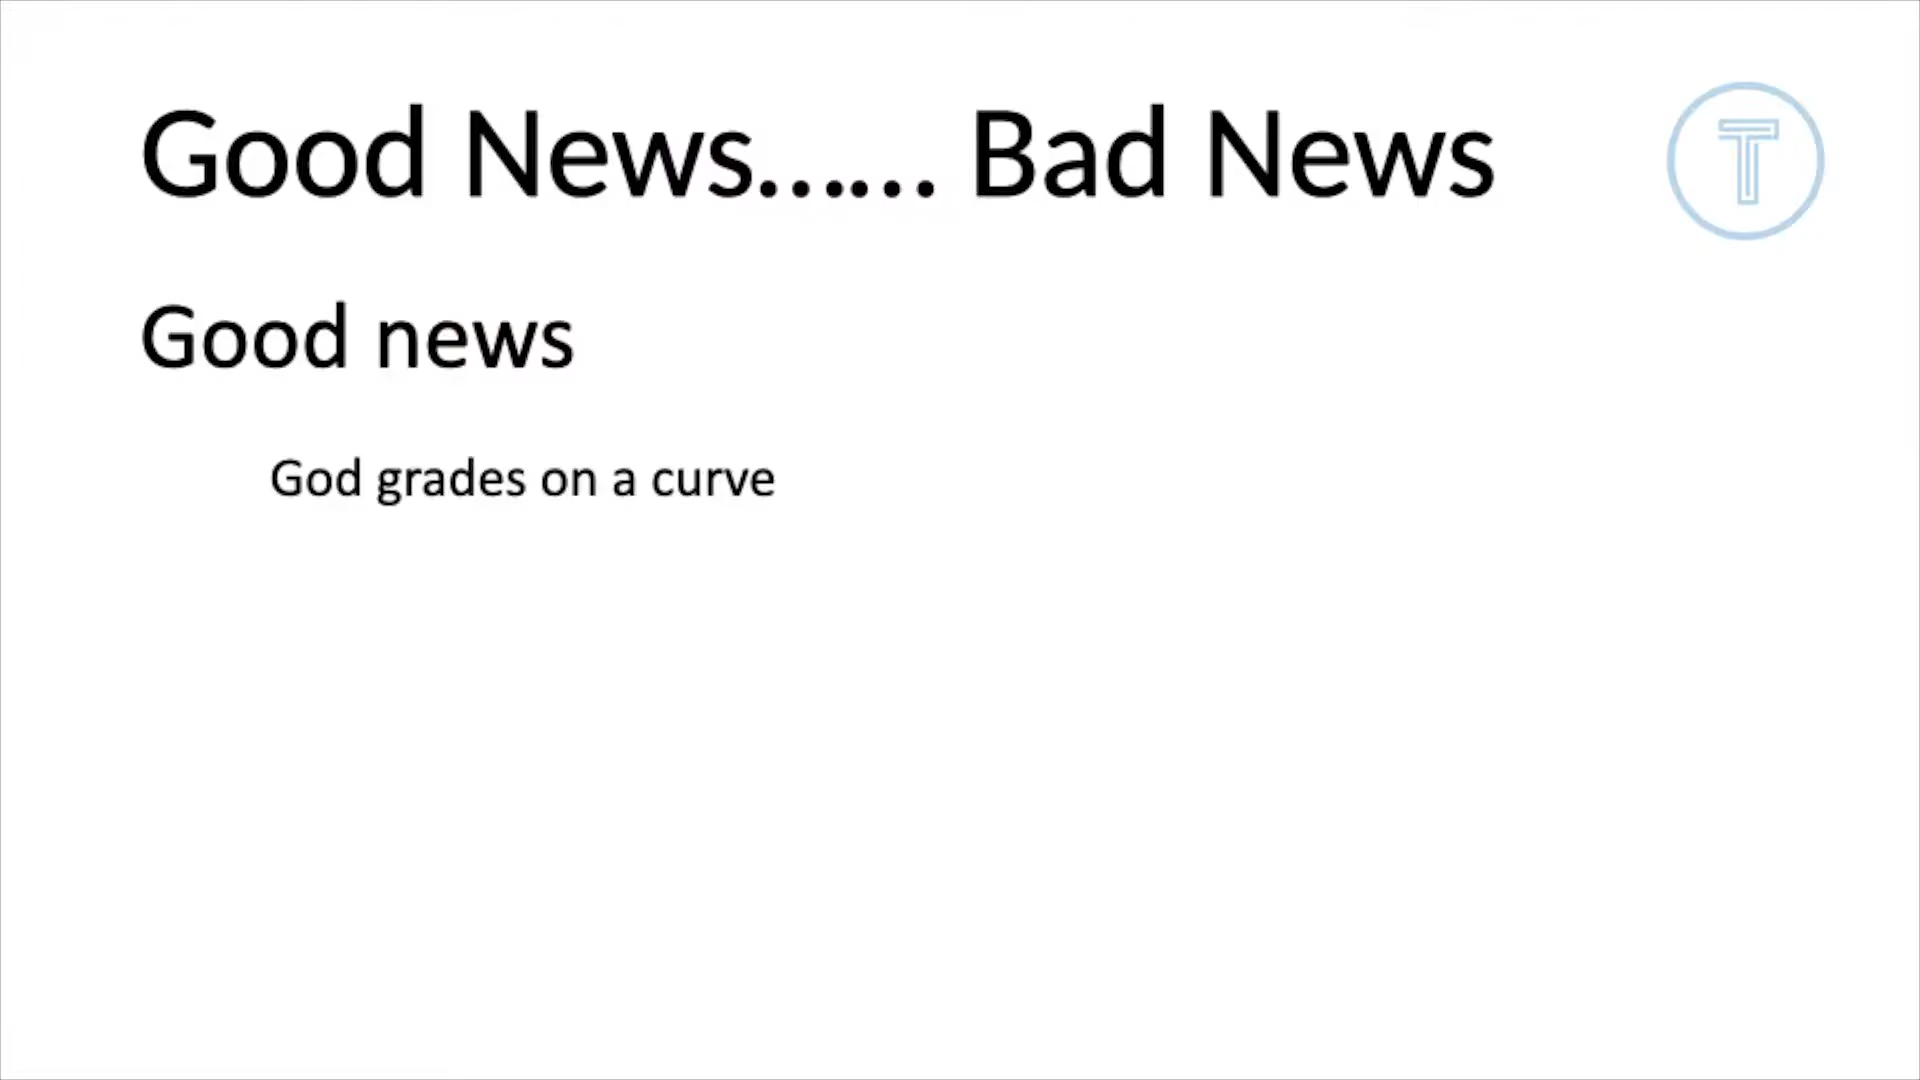 Good News...... Bad News
T
Good news
God grades on a curve